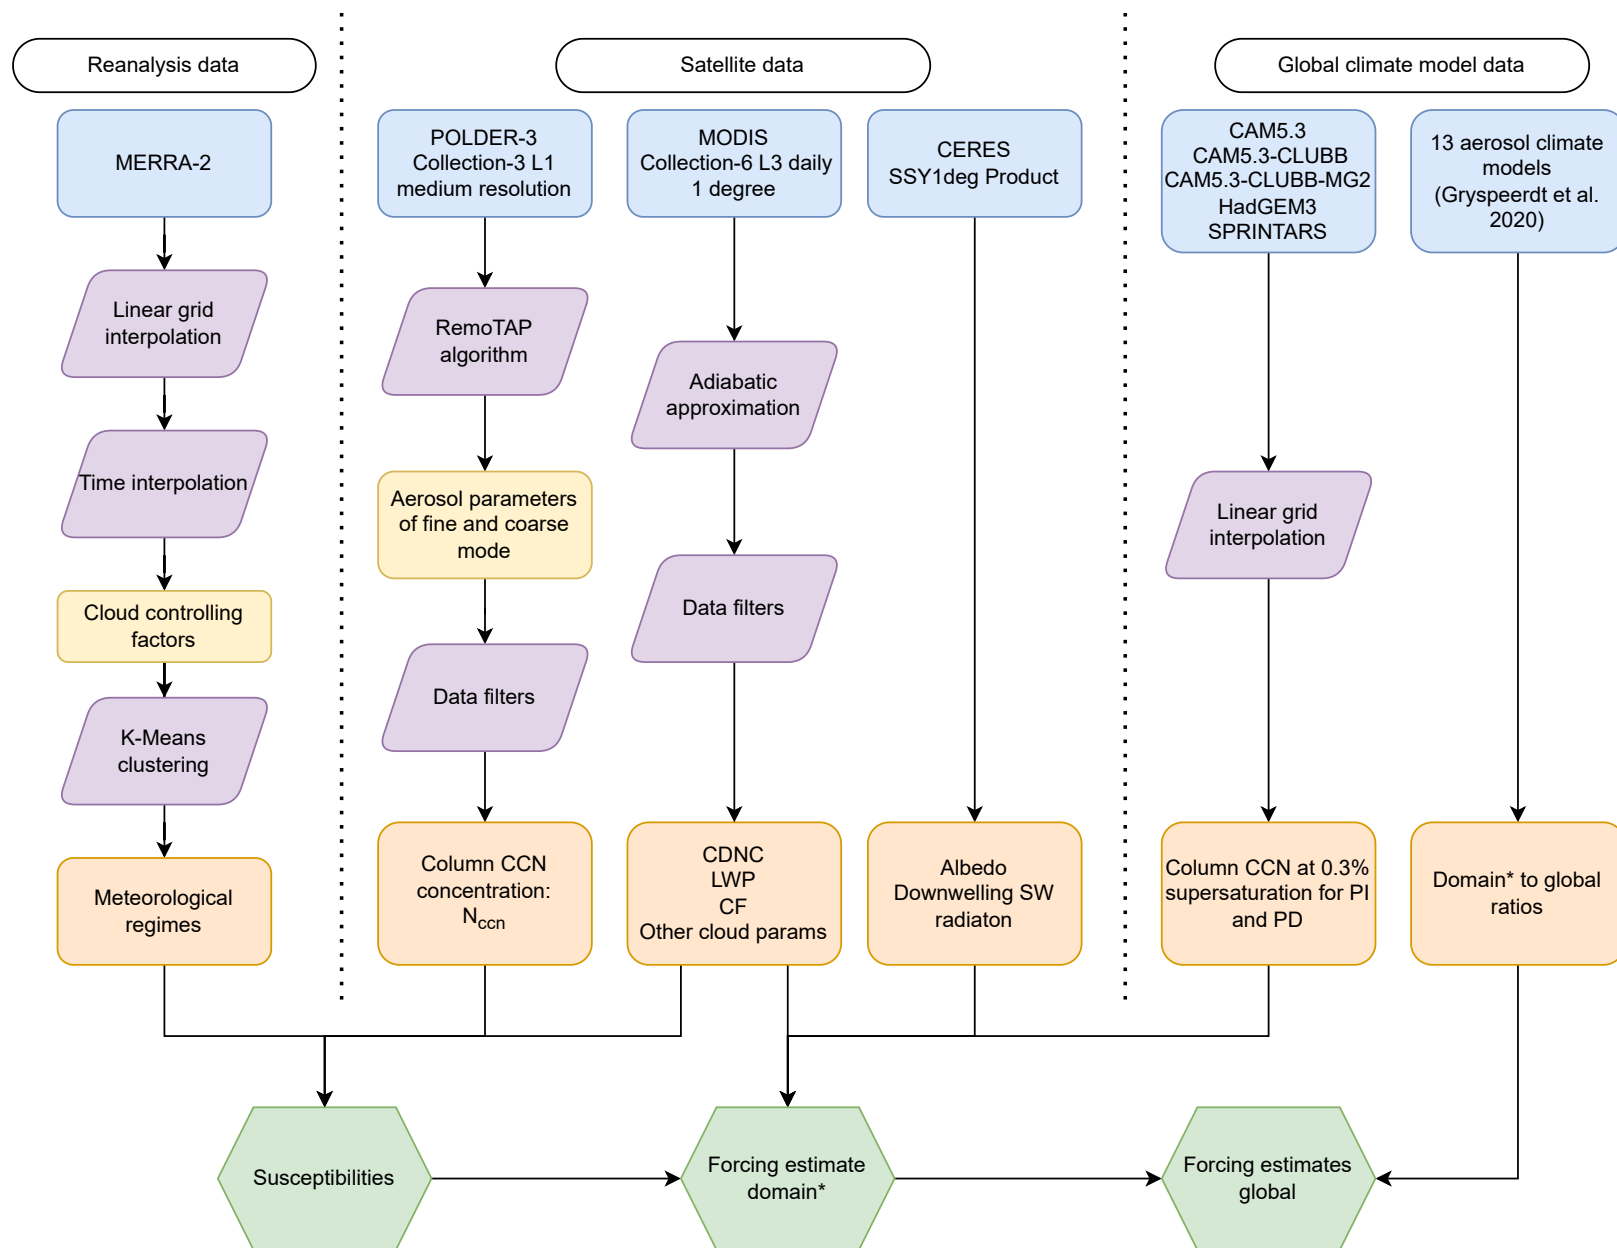 Reanalysis data
Satellite data
Global climate model data
MERRA-2
POLDER-3
Collection-3 L1
medium resolution
MODIS
Collection-6 L3 daily
1 degree
CERES
SSY1deg Product
CAM5.3
CAM5.3-CLUBB
CAM5.3-CLUBB-MG2
HadGEM3
SPRINTARS
13 aerosol climate
models
(Gryspeerdt et al.
2020)
Linear grid
interpolation
RemoTAP
algorithm
Adiabatic
approximation
Time interpolation
Aerosol parameters
of fine and coarse
mode
Linear grid
interpolation
Cloud controlling
factors
Data filters
Data filters
K-Means
clustering
Meteorological
regimes
Column CCN
concentration:
Nccn
CDNC
LWP
CF
Other cloud params
Albedo
Downwelling SW
radiaton
Column CCN at 0.3%
supersaturation for PI
and PD
Domain* to global
ratios
Susceptibilities
Forcing estimate
domain*
Forcing estimates
global